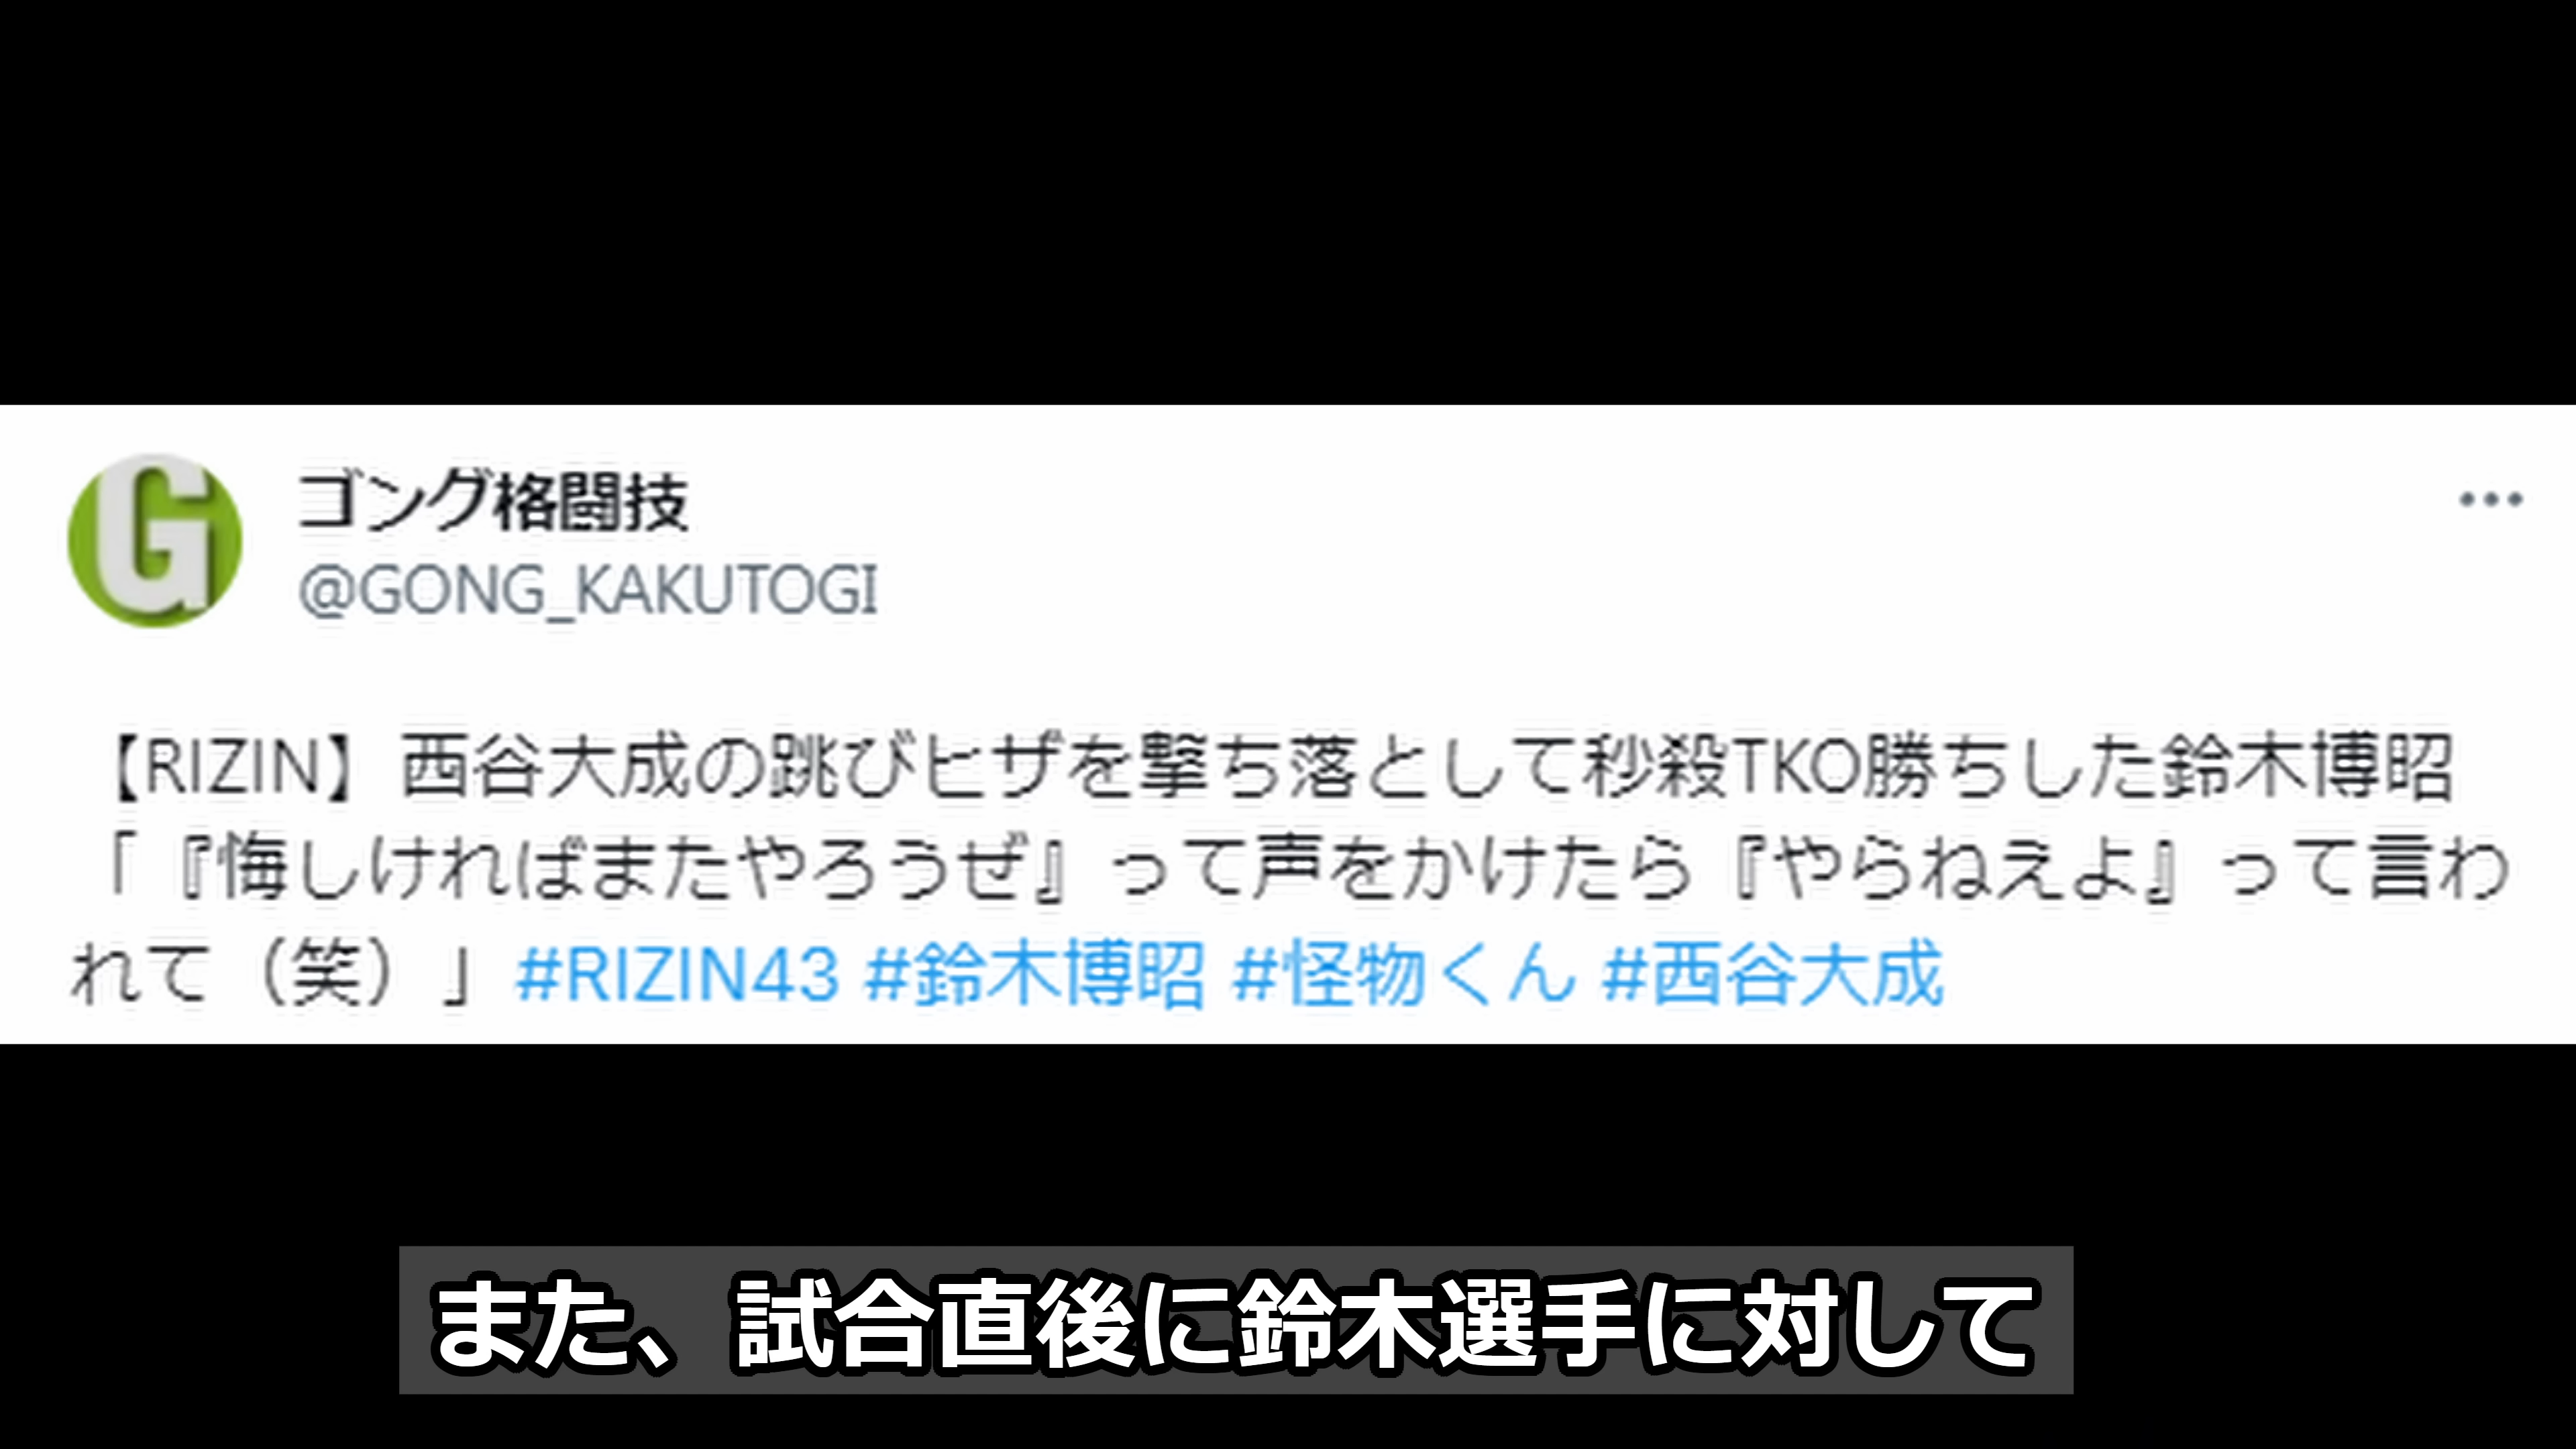 G
ゴング格闘技
@GONG_KAKUTOGI
【RIZIN】西谷大成の跳びヒザを撃ち落として秒殺TKO勝ちした鈴木博昭
「『悔しければまたやろうぜ』って声をかけたら『やらねえよ』って言わ
れて（笑）」#RIZIN43 #鈴木博昭 #怪物くん #西谷大成
また、試合直後に鈴木選手に対して